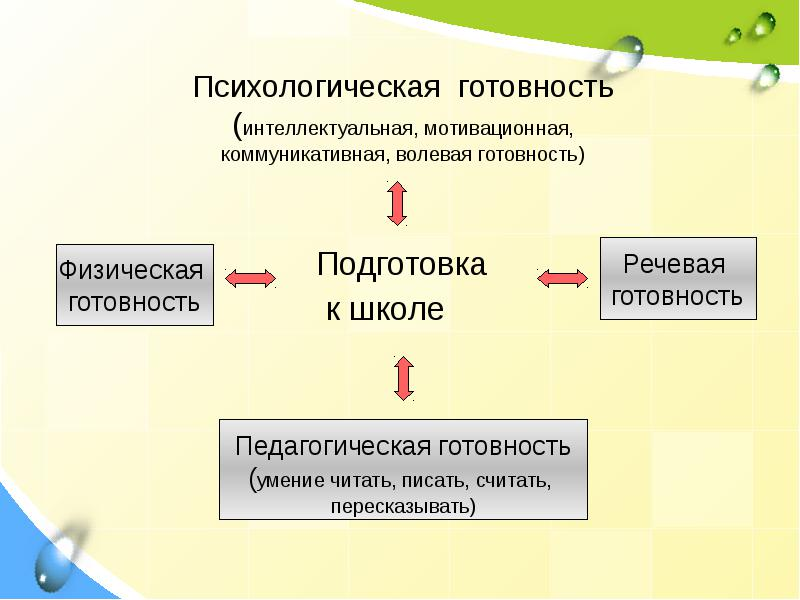 Психологическая готовность
(интеллектуальная, мотивационная,
коммуникативная, волевая готовность)
Физическая
готовность
Подготовка
к школе
Речевая
готовность
Педагогическая готовность
(умение читать, писать, считать,
пересказывать)